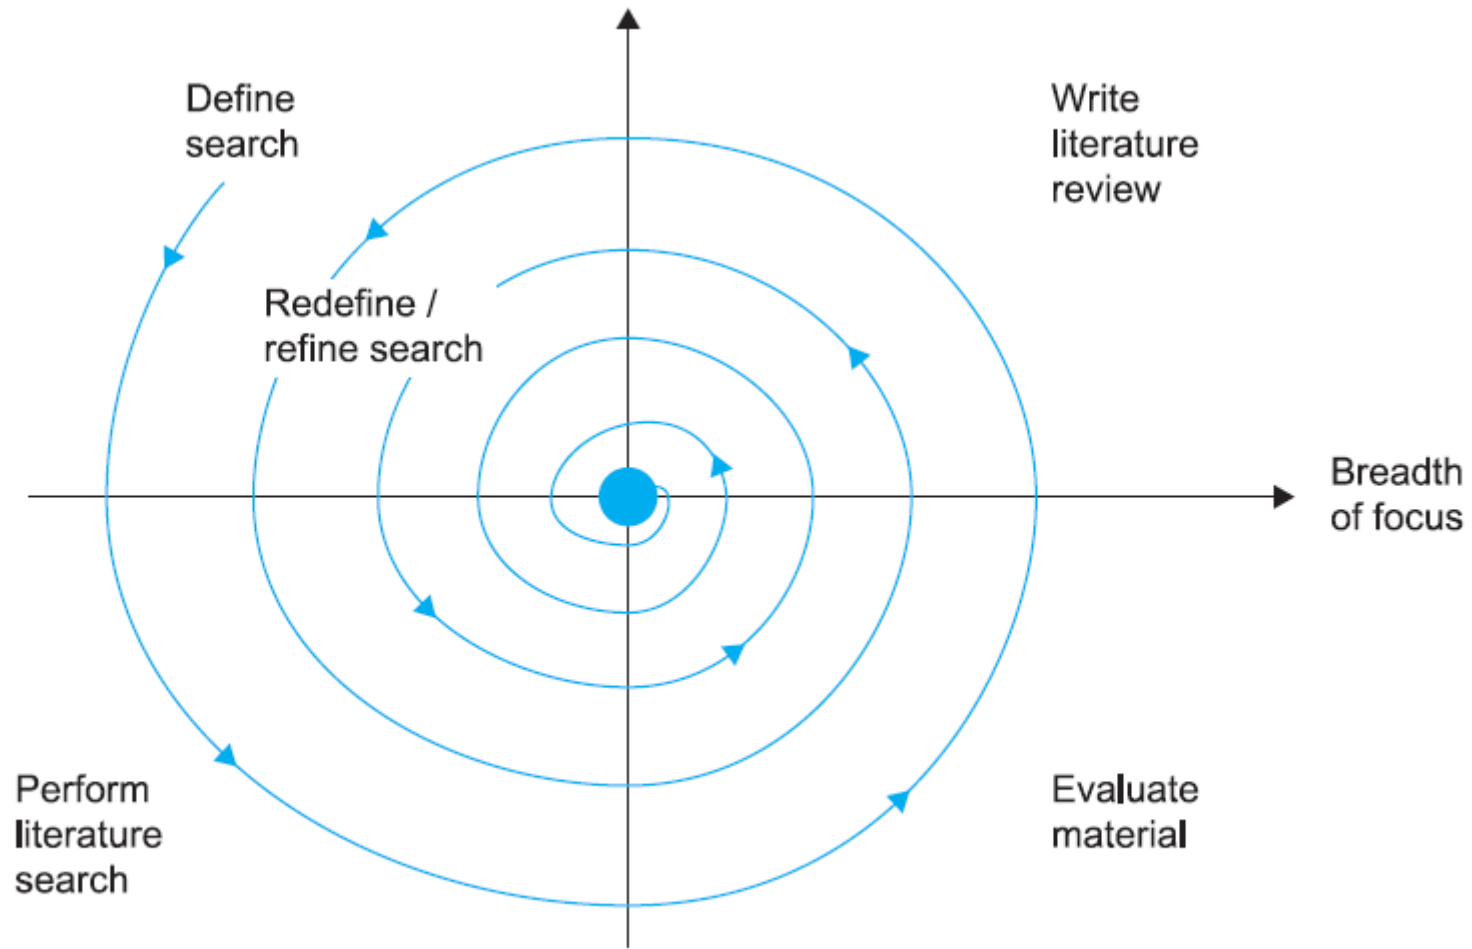 Define
search
Write
literature
review
Redefine /
refine search
Breadth
of focus
Perform
literature
search
Evaluate
material